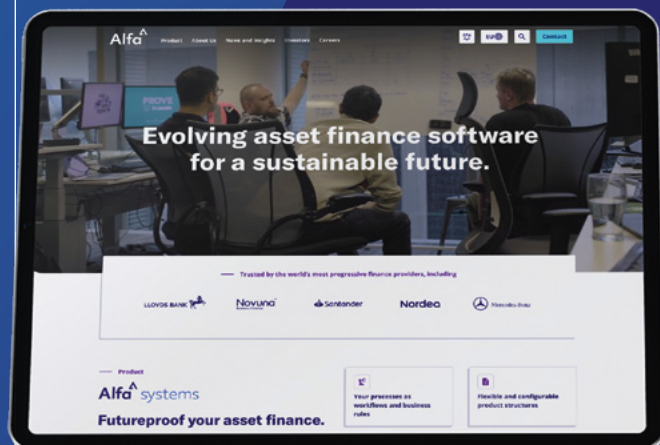 Alfa
Product About Us News and Insights Investors Careers
EUR
Contact
PROVE
Evolving asset finance software
for a sustainable future.
Trusted by the world's most progressive finance providers, including
LLOYDS BANK
Novuna
Santander
Nordea
Mercedes-Benz
Product
Alfa systems
Futureproof your asset finance.
Your processes as
workflows and business
rules
Flexible and configurable
product structures